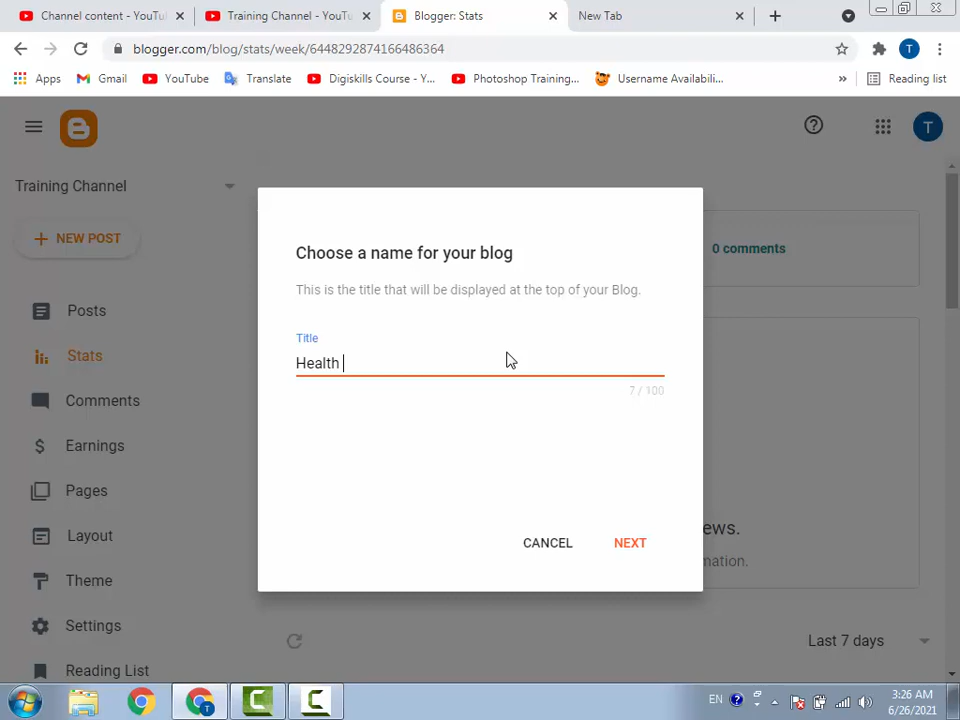 Channel content - YouTu
Training Channel - YouTu
Blogger: Stats
New Tab
blogger.com/blog/stats/week/6448292874166486364
T
Apps
Gmail
YouTube
Translate
Digiskills Course - Y...
Photoshop Training...
Username Availabili...
»
Reading list
T
Training Channel
NEW POST
0 comments
Posts
Stats
Comments
Earnings
Pages
Layout
Theme
Settings
Reading List
Choose a name for your blog
This is the title that will be displayed at the top of your Blog.
Title
Health
7 / 100
CANCEL
NEXT
ews.
mation.
Last 7 days
T
EN
3:26 AM
6/26/2021